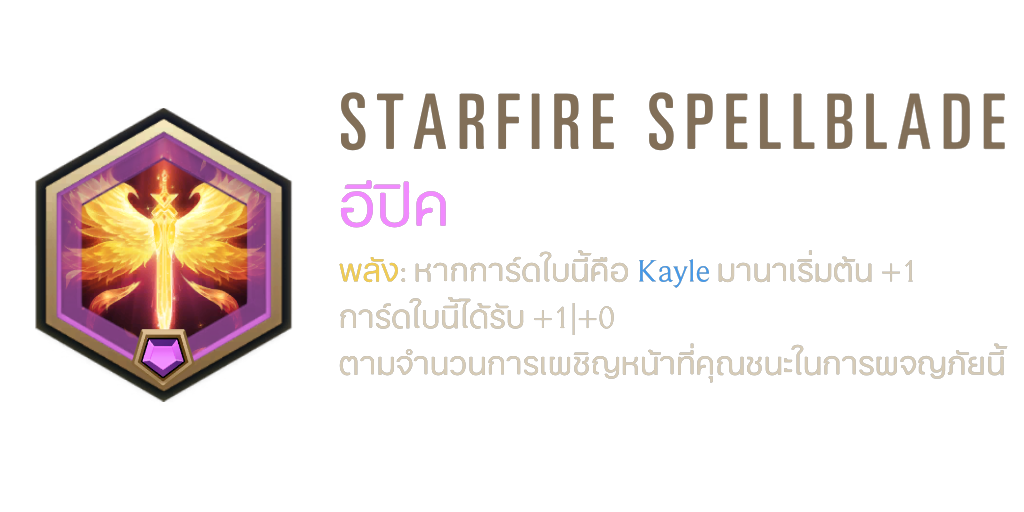 STARFIRE SPELLBLADE
อีปิค
พลัง: หากการ์ดใบนี้คือ Kayle มานาเริ่มต้น +1
การ์ดใบนี้ได้รับ +1|+0
ตามจำนวนการเผชิญหน้าที่คุณชนะในการผจญภัยนี้